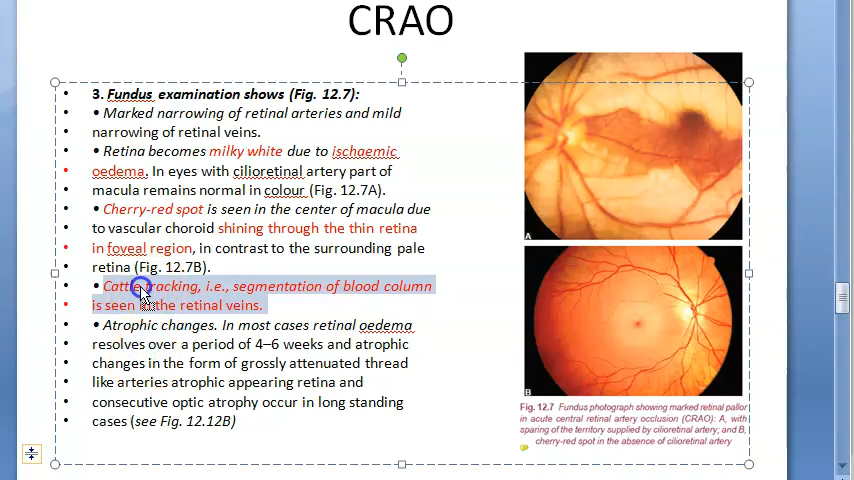 CRAO
• 3. Fundus examination shows (Fig. 12.7):
• • Marked narrowing of retinal arteries and mild
• narrowing of retinal veins.
• • Retina becomes milky white due to ischaemic
• oedema. In eyes with cilioretinal artery part of
• macula remains normal in colour (Fig. 12.7A).
• • Cherry-red spot is seen in the center of macula due
• to vascular choroid shining through the thin retina
• in foveal region, in contrast to the surrounding pale
• retina (Fig. 12.7B).
• • Cattle tracking, i.e., segmentation of blood column
• is seen in the retinal veins.
• • Atrophic changes. In most cases retinal oedema
• resolves over a period of 4–6 weeks and atrophic
• changes in the form of grossly attenuated thread
• like arteries atrophic appearing retina and
• consecutive optic atrophy occur in long standing
• cases (see Fig. 12.12B)
A
B
Fig. 12.7 Fundus photograph showing marked retinal pallor
in acute central retinal artery occlusion (CRAO): A, with
sparing of the territory supplied by cilioretinal artery; and B,
cherry-red spot in the absence of cilioretinal artery